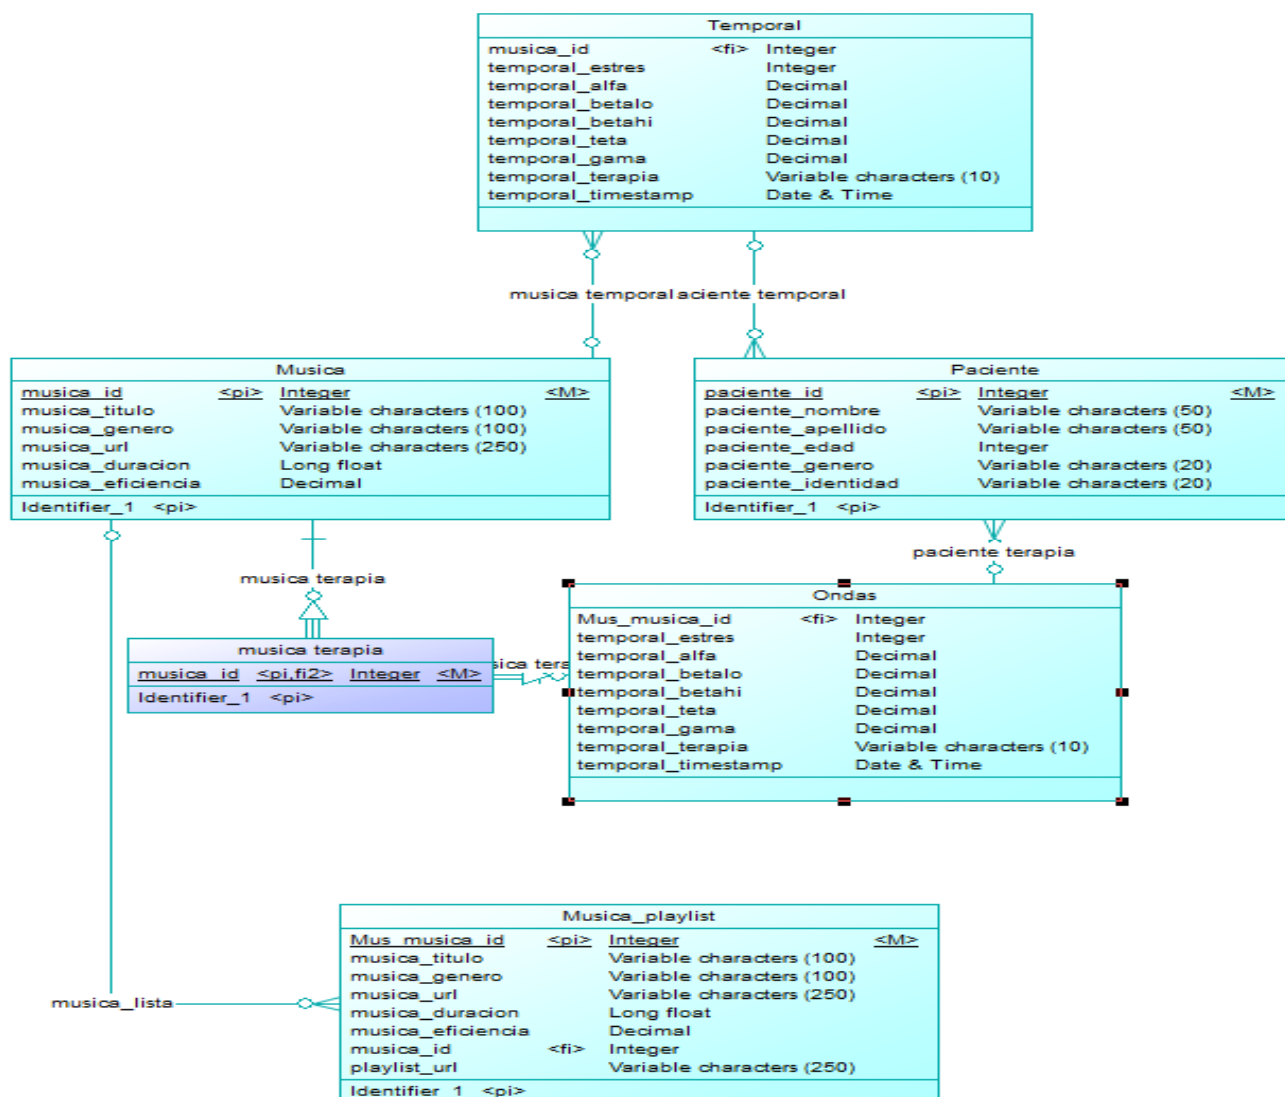 Temporal
musica_id <fi> Integer
temporal_estres Integer
temporal_alfa Decimal
temporal_betalo Decimal
temporal_betahi Decimal
temporal_teta Decimal
temporal_gama Decimal
temporal_terapia Variable characters (10)
temporal_timestamp Date & Time
musica temporal aciente temporal
Musica
musica_id <pi> Integer <M>
musica_titulo Variable characters (100)
musica_genero Variable characters (100)
musica_url Variable characters (250)
musica_duracion Long float
musica_eficiencia Decimal
Identifier_1 <pi>
Paciente
paciente_id <pi> Integer <M>
paciente_nombre Variable characters (50)
paciente_apellido Variable characters (50)
paciente_edad Integer
paciente_genero Variable characters (20)
paciente_identidad Variable characters (20)
Identifier_1 <pi>
paciente terapia
musica terapia
musica terapia
musica_id <pi,fi2> Integer <M>
Identifier_1 <pi>
sica tera
Ondas
Mus_musica_id <fi> Integer
temporal_estres Integer
temporal_alfa Decimal
temporal_betalo Decimal
temporal_betahi Decimal
temporal_teta Decimal
temporal_gama Decimal
temporal_terapia Variable characters (10)
temporal_timestamp Date & Time
musica_lista
Musica_playlist
Mus_musica_id <pi> Integer <M>
musica_titulo Variable characters (100)
musica_genero Variable characters (100)
musica_url Variable characters (250)
musica_duracion Long float
musica_eficiencia Decimal
musica_id <fi> Integer
playlist_url Variable characters (250)
Identifier_1 <pi>